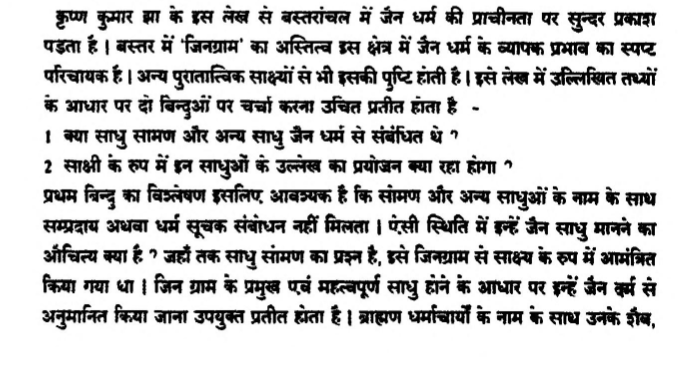 कृष्ण कुमार झा के इस लेख से बस्तरांचल में जैन धर्म की प्राचीनता पर सुन्दर प्रकाश
पड़ता है। बस्तर में 'जिनग्राम' का अस्तित्व इस क्षेत्र में जैन धर्म के व्यापक प्रभाव का स्पष्ट
परिचायक है। अन्य पुरातात्विक साक्ष्यों से भी इसकी पुष्टि होती है। इसे लेख में उल्लिखित तथ्यों
के आधार पर दो बिन्दुओं पर चर्चा करना उचित प्रतीत होता है -
1 क्या साधु सामण और अन्य साधु जैन धर्म से संबंधित थे ?
2 साक्षी के रुप में इन साधुओं के उल्लेख का प्रयोजन क्या रहा होगा ?
प्रथम बिन्दु का विश्लेषण इसलिए आवश्यक है कि सोमण और अन्य साधुओं के नाम के साथ
सम्प्रदाय अथवा धर्म सूचक संबोधन नहीं मिलता। ऐसी स्थिति में इन्हें जैन साधु मानने का
औचित्य क्या है ? जहाँ तक साधु सोमण का प्रश्न है, इसे जिनग्राम से साक्ष्य के रुप में आमंत्रित
किया गया था। जिन ग्राम के प्रमुख एवं महत्वपूर्ण साधु होने के आधार पर इन्हें जैन धर्म से
अनुमानित किया जाना उपयुक्त प्रतीत होता है। ब्राह्मण धर्माचार्यों के नाम के साथ उनके शैव,